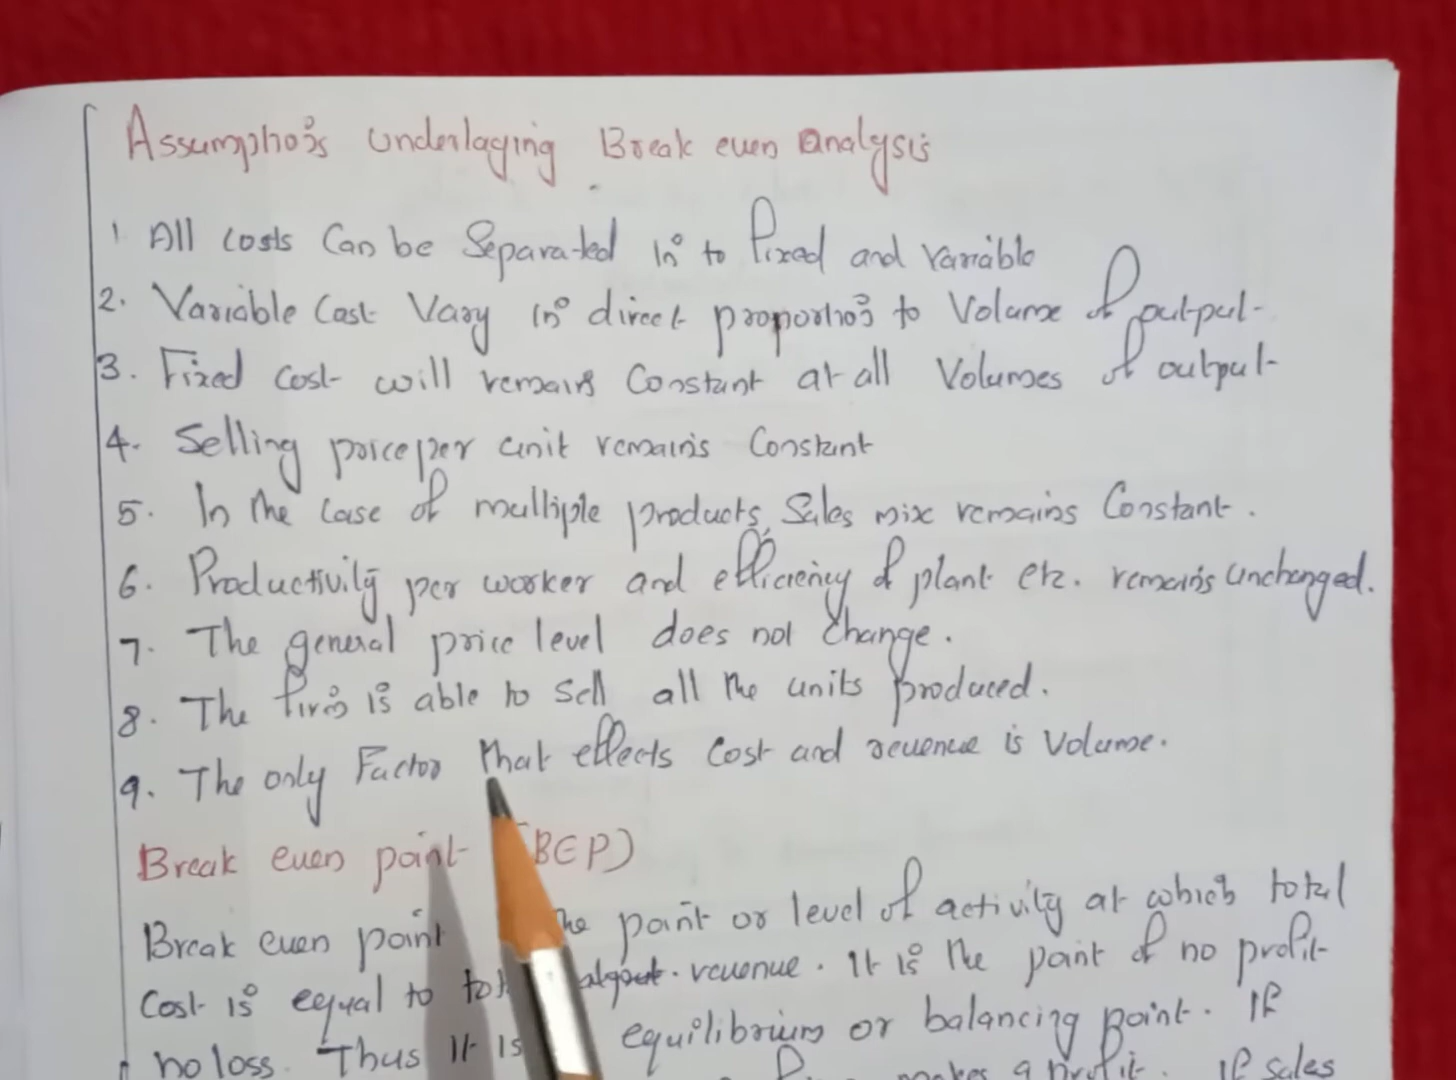 Assumptions underlaying Break even analysis
1 All costs Can be Separated in to fixed and variable
2. Variable Cost Vary in direct proportion to Volume of output
3. Fixed Cost will remains Constant at all Volumes of output
4. Selling price per unit remains Constant
5. In the case of multiple products, Sales mix remains Constant.
6. Productivity per worker and efficiency of plant etc. remains Unchanged.
7. The general price level does not change.
8. The firm is able to sell all the units produced.
9. The only Factor that effects Cost and revenue is Volume.
Break even point (BEP)
Break even point the point or level of activity at which total
Cost is equal to revenue. It is the point of no profit
no loss. Thus it is equilibrium or balancing point. If
makes a profit. If sales